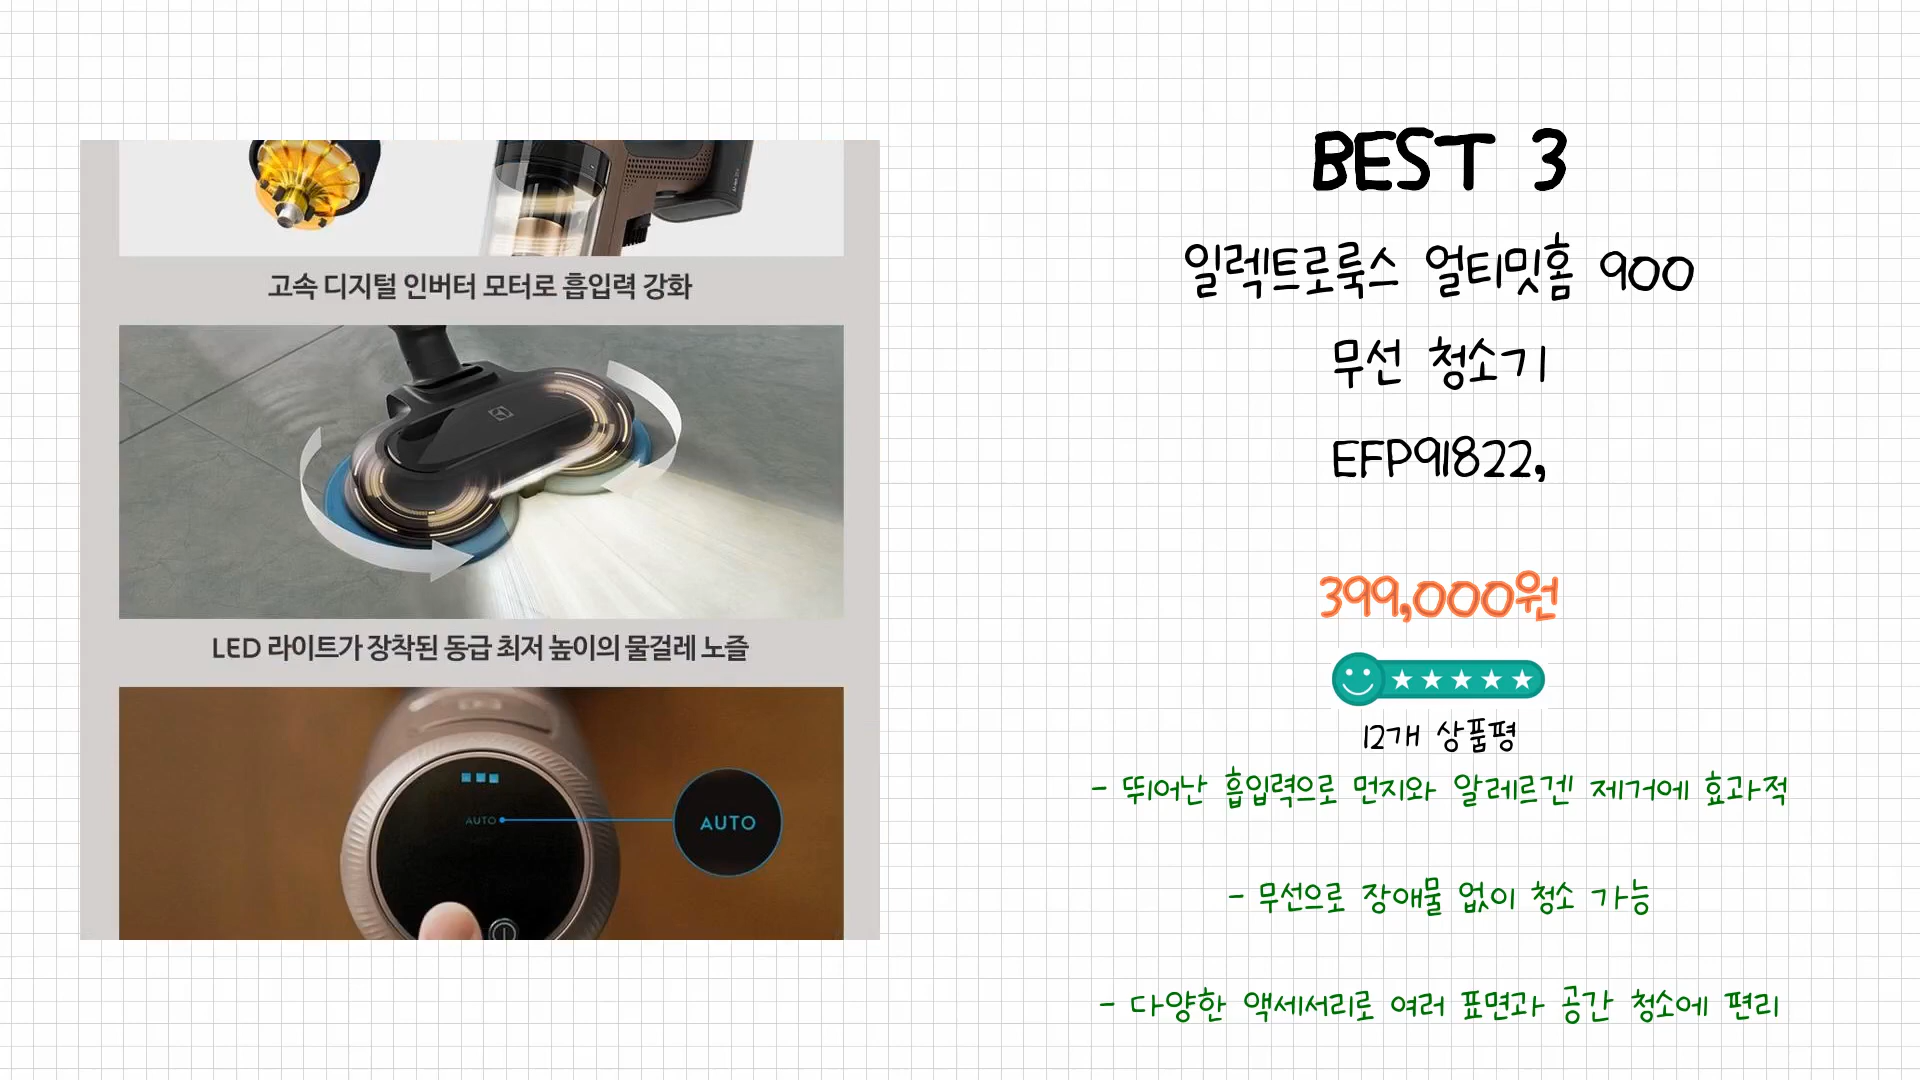 고속 디지털 인버터 모터로 흡입력 강화
LED 라이트가 장착된 동급 최저 높이의 물걸레 노즐
AUTO
AUTO
BEST 3
일렉트로룩스 얼티밋홈 900
무선 청소기
EFP91822,
399,000원
12개 상품평
- 뛰어난 흡입력으로 먼지와 알레르겐 제거에 효과적
- 무선으로 장애물 없이 청소 가능
- 다양한 액세서리로 여러 표면과 공간 청소에 편리